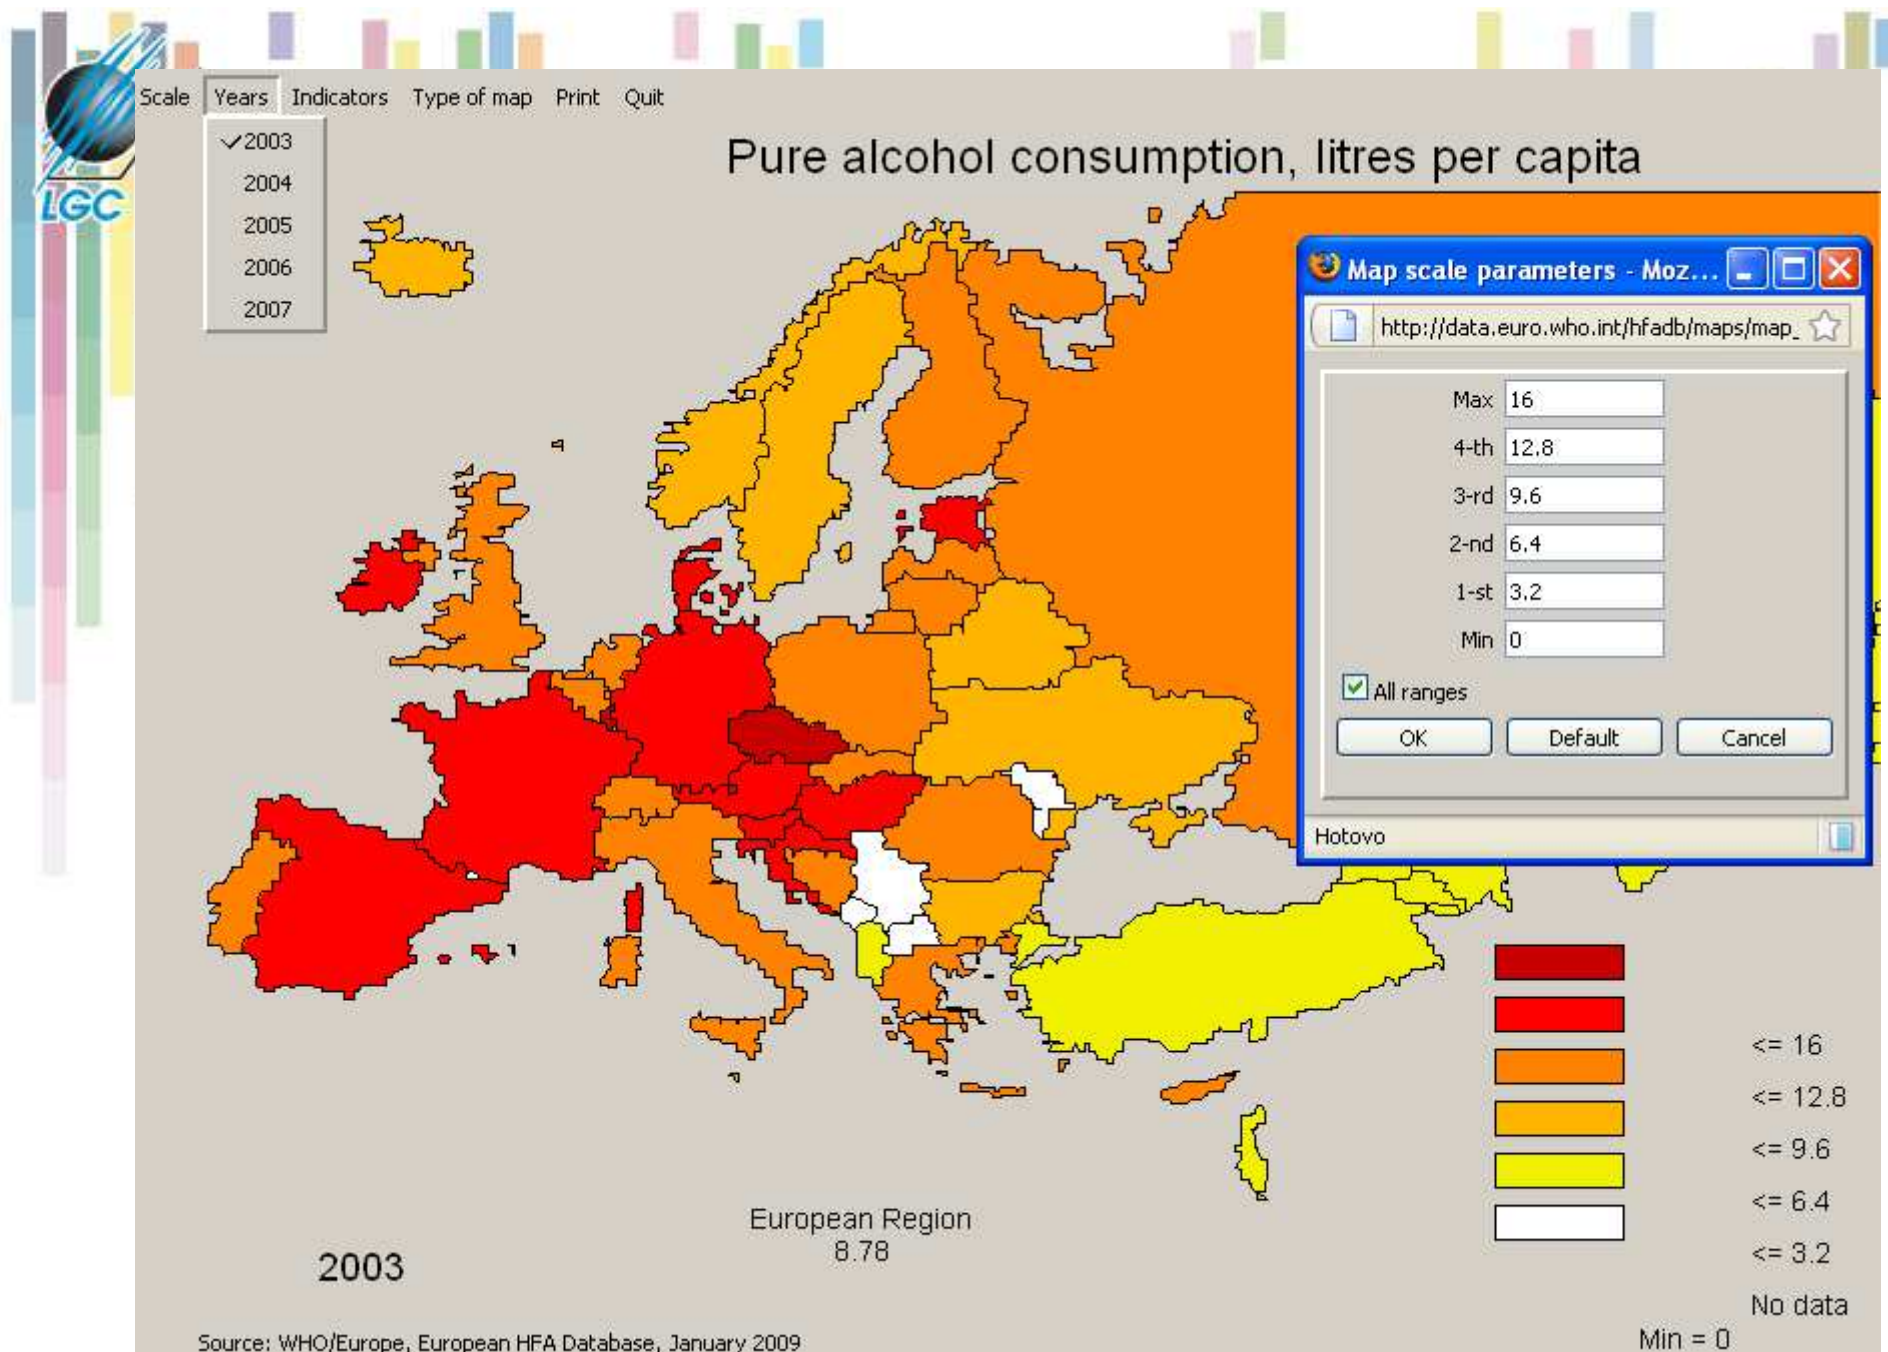 LGC
Scale Years Indicators Type of map Print Quit
✓2003
2004
2005
2006
2007
Pure alcohol consumption, litres per capita
Map scale parameters - Moz...
http://data.euro.who.int/hfadb/maps/map_
Max 16
4-th 12.8
3-rd 9.6
2-nd 6.4
1-st 3.2
Min 0
All ranges
OK Default Cancel
Hotovo
<= 16
<= 12.8
<= 9.6
<= 6.4
<= 3.2
No data
Min = 0
European Region
8.78
2003
Source: WHO/Europe, European HFA Database, January 2009